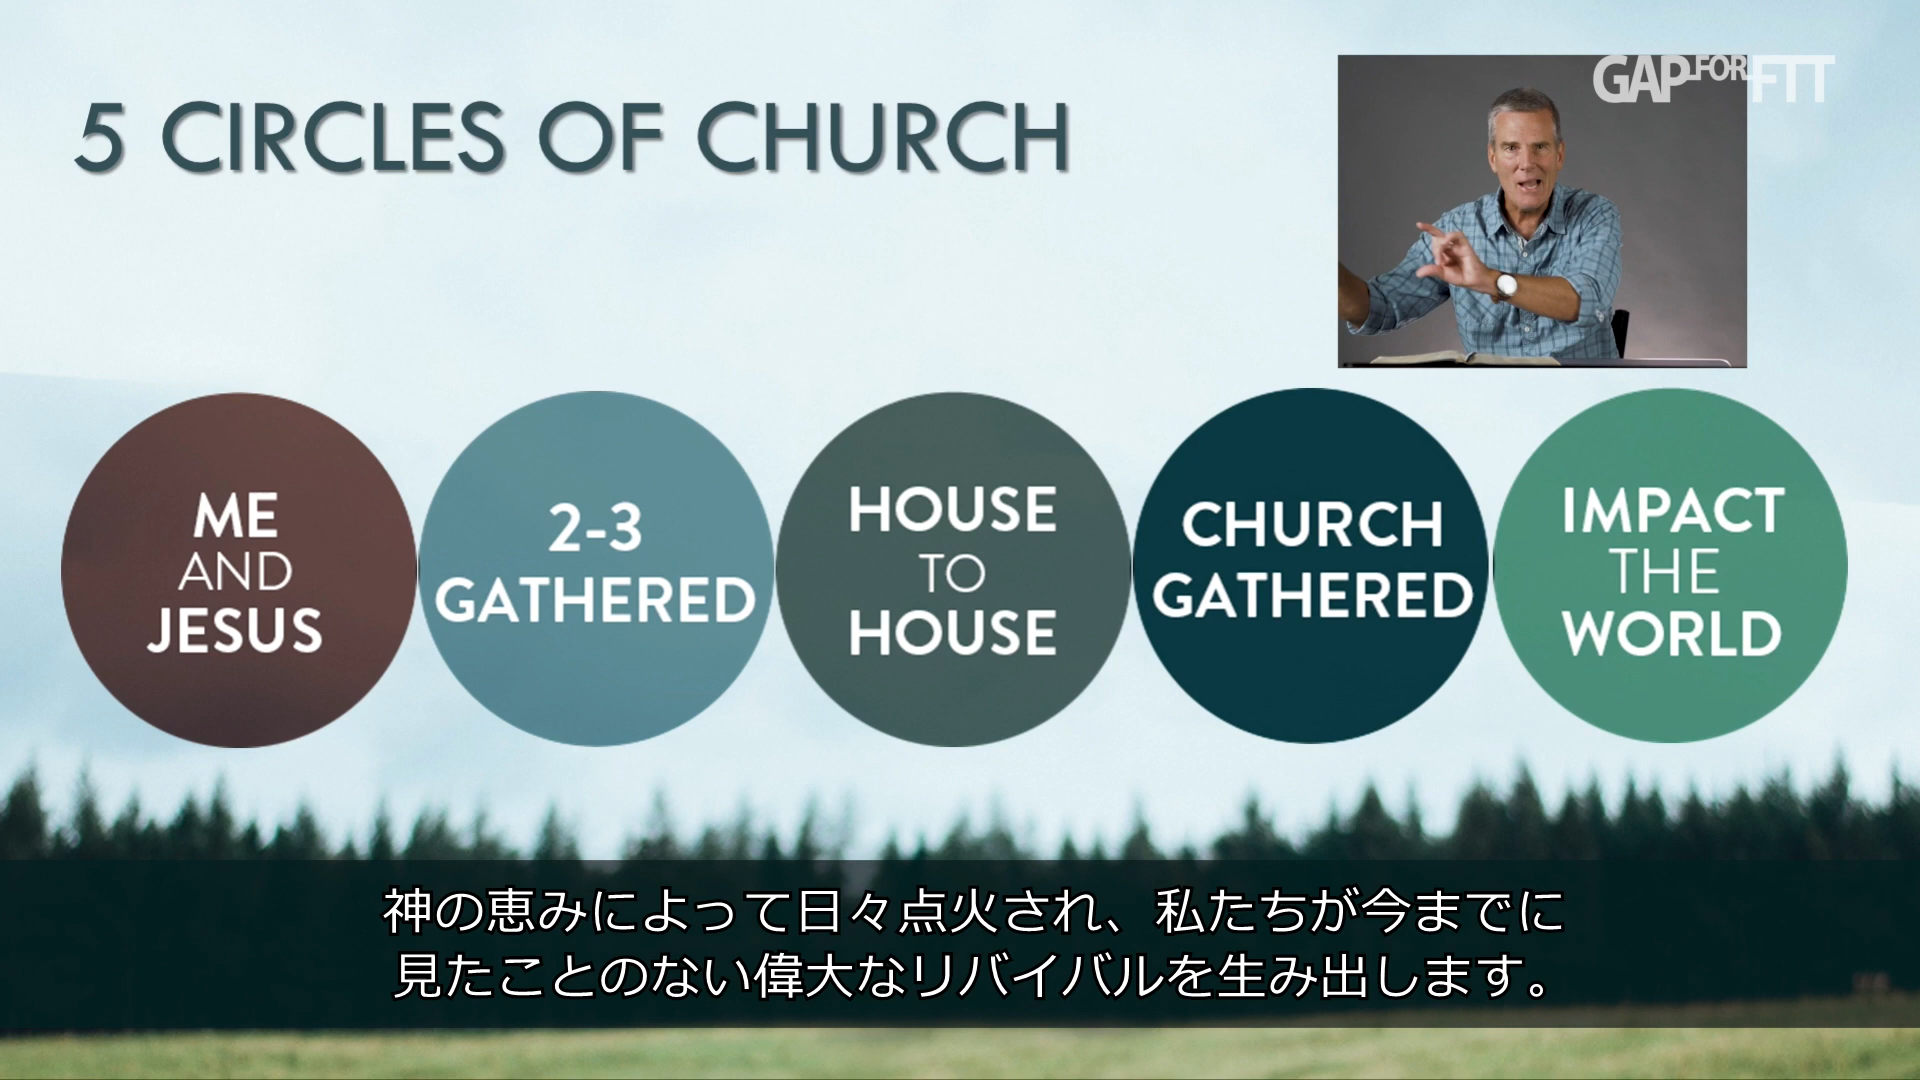 GAP FOR FTT
5 CIRCLES OF CHURCH
ME
AND
JESUS
2-3
GATHERED
HOUSE
TO
HOUSE
CHURCH
GATHERED
IMPACT
THE
WORLD
神の恵みによって日々点火され、私たちが今までに
見たことのない偉大なリバイバルを生み出します。